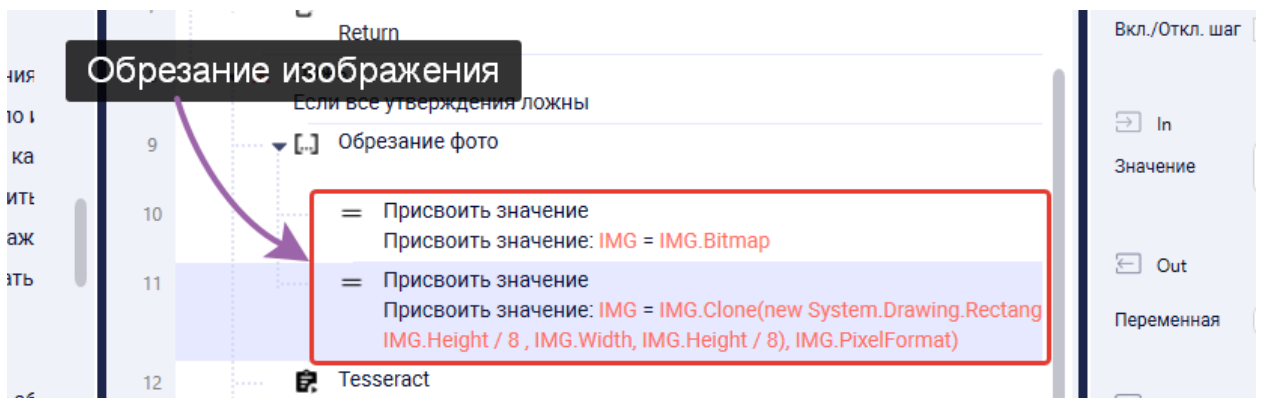 Return
Вкл./Откл. шаг
Обрезание изображения
Если все утверждения ложны
9 Обрезание фото
In
Значение
10 Присвоить значение
Присвоить значение: IMG = IMG.Bitmap
11 Присвоить значение
Присвоить значение: IMG = IMG.Clone(new System.Drawing.Rectang
IMG.Height / 8 , IMG.Width, IMG.Height / 8), IMG.PixelFormat)
Out
Переменная
12 Tesseract